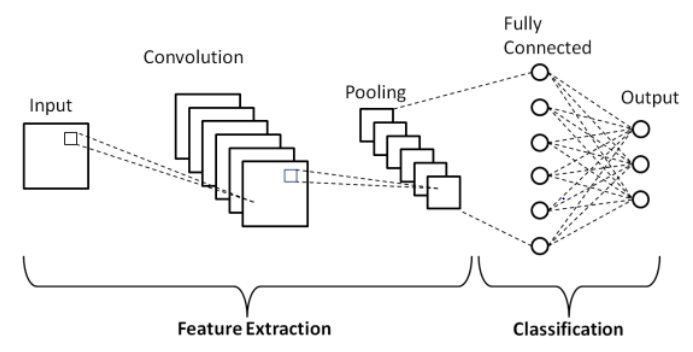 Fully
Connected
Convolution
Pooling
Output
Input
Feature Extraction
Classification